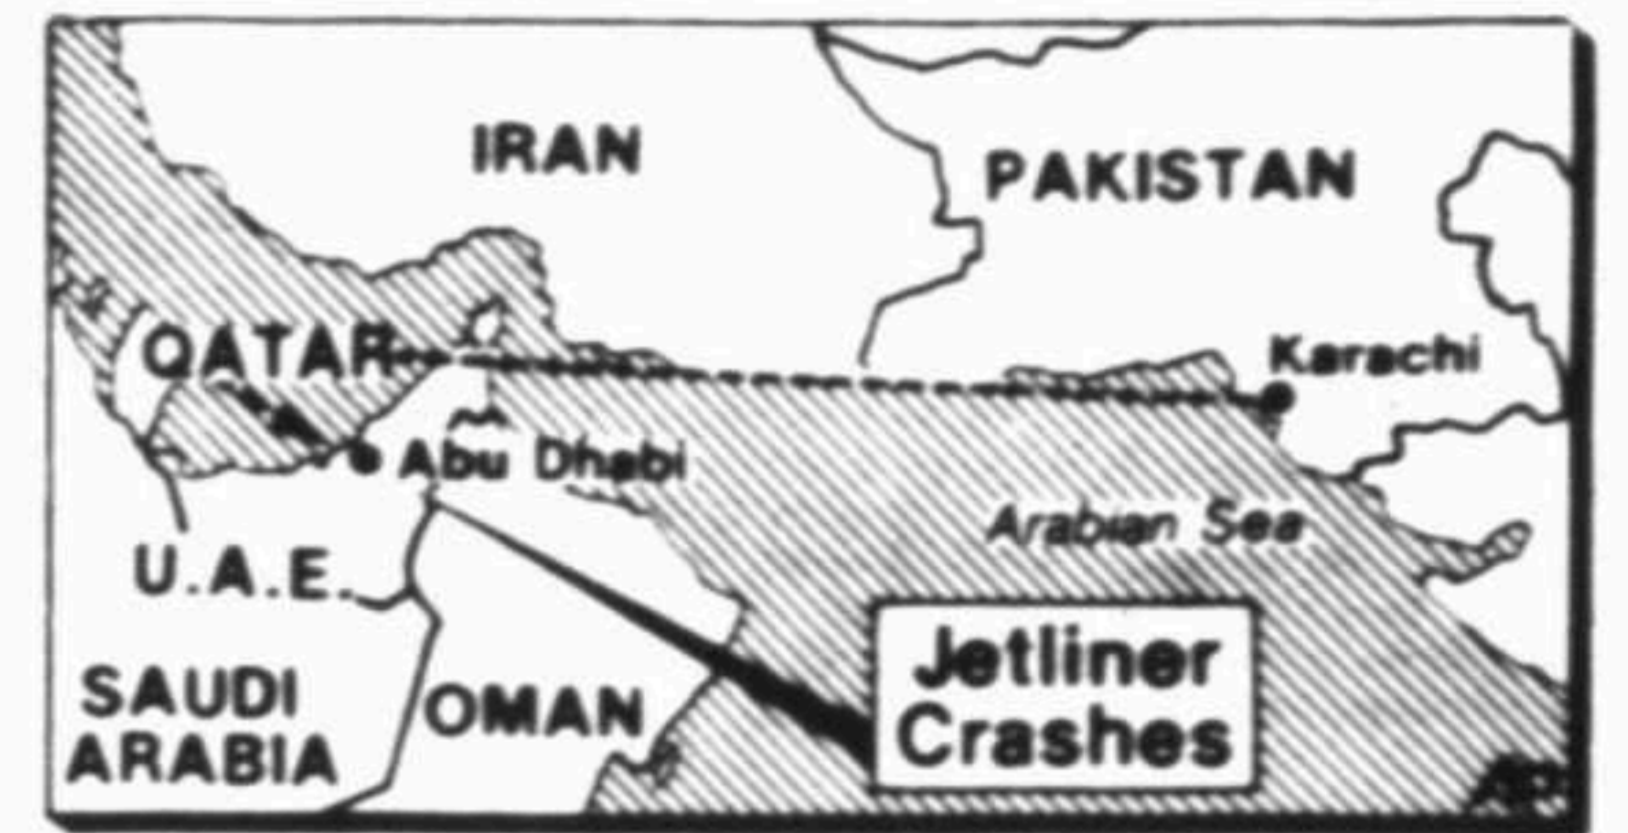 IRAN
PAKISTAN
QATAR
Karachi
Abu Dhabi
Arabian Sea
U.A.E.
Jetliner
Crashes
SAUDI
ARABIA
OMAN